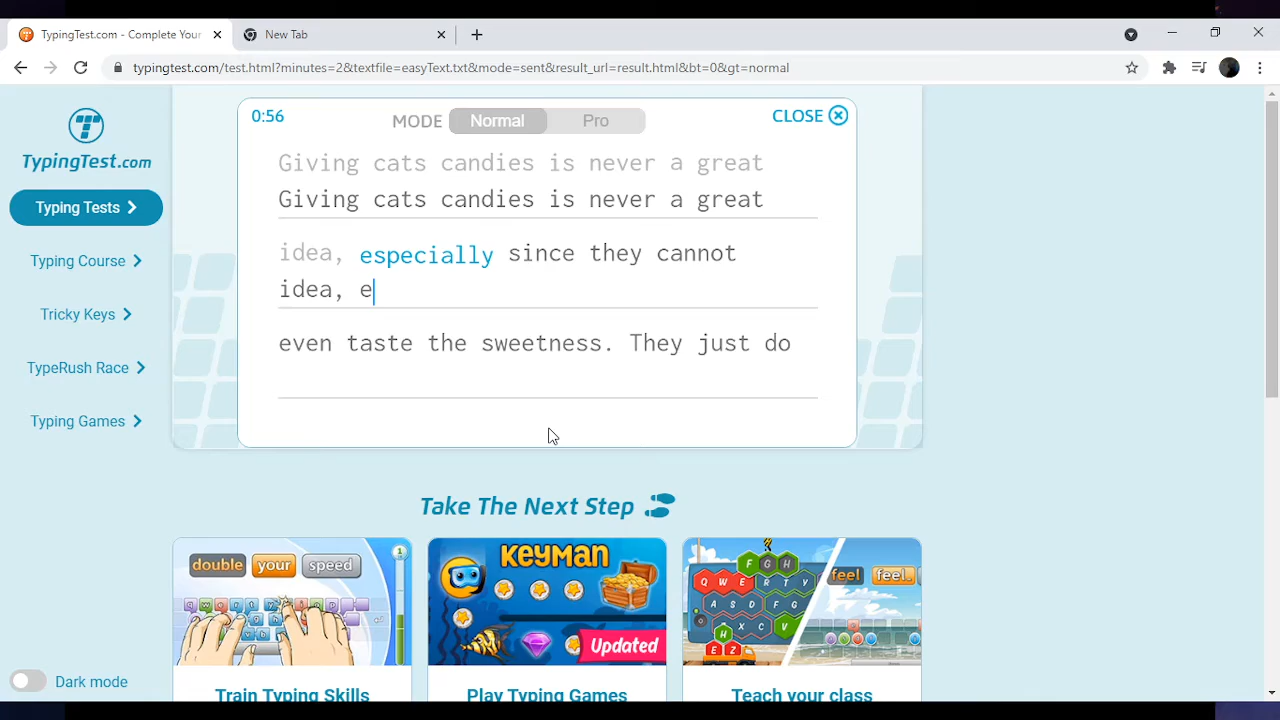 TypingTest.com - Complete Your
New Tab
typingtest.com/test.html?minutes=2&textfile=easyText.txt&mode=sent&result_url=result.html&bt=0&gt=normal
TypingTest.com
Typing Tests
Typing Course
Tricky Keys
TypeRush Race
Typing Games
Dark mode
0:56
MODE Normal Pro
CLOSE
Giving cats candies is never a great
Giving cats candies is never a great
idea, especially since they cannot
idea, e
even taste the sweetness. They just do
Take The Next Step
double your speed
1
Train Typing Skills
KEYMAN
Updated
Play Typing Games
F G H
Q W E R T Y
A S D F G
X C V
H
E Z
feel feel.
Teach your class